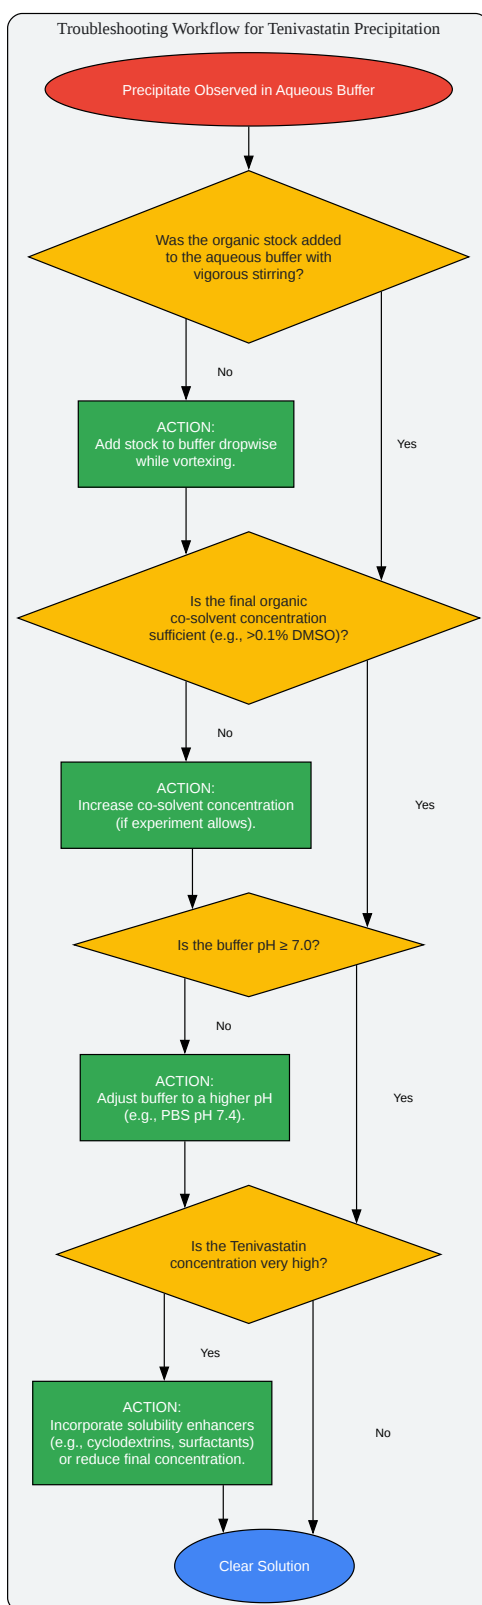 Troubleshooting Workflow for Tenivastatin Precipitation
Precipitate Observed in Aqueous Buffer
Was the organic stock added
to the aqueous buffer with
vigorous stirring?
No
Yes
ACTION:
Add stock to buffer dropwise
while vortexing.
Is the final organic
co-solvent concentration
sufficient (e.g., >0.1% DMSO)?
No
Yes
ACTION:
Increase co-solvent concentration
(if experiment allows).
Is the buffer pH ≥ 7.0?
No
Yes
ACTION:
Adjust buffer to a higher pH
(e.g., PBS pH 7.4).
Is the Tenivastatin
concentration very high?
Yes
No
ACTION:
Incorporate solubility enhancers
(e.g., cyclodextrins, surfactants)
or reduce final concentration.
Clear Solution